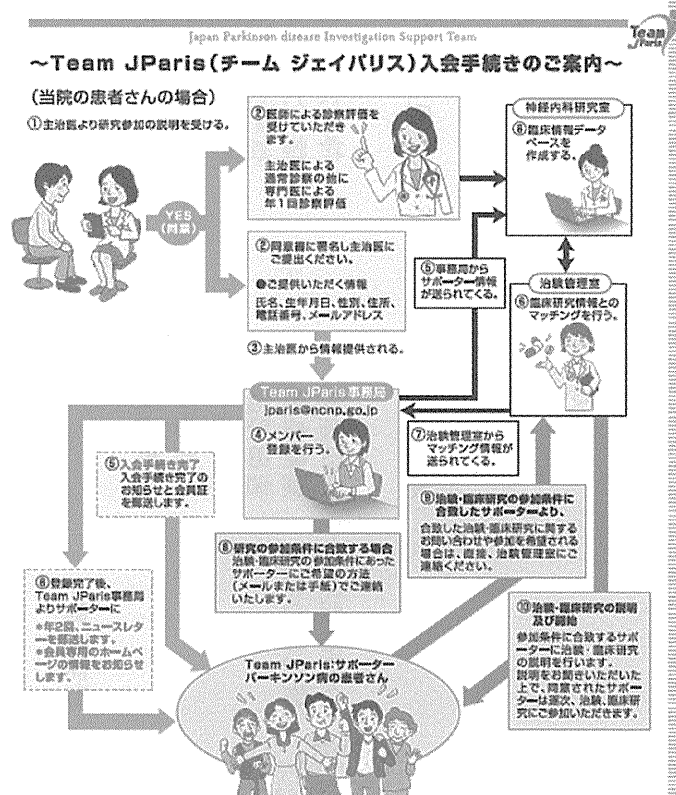 Japan Parkinson disease Investigation Support Team
Team
JParis
~Team JParis(チーム ジェイパリス)入会手続きのご案内~
(当院の患者さんの場合)
①主治医より研究参加の説明を受ける。
YES
(同意)
②医師による診察評価を
受けていただき
ます。
主治医による
通常診察の他に
専門医による
年1回診察評価
②同意書に署名し主治医に
ご提出ください。
●ご提供いただく情報
氏名、生年月日、性別、住所、
電話番号、メールアドレス
③主治医から情報提供される。
神経内科研究室
⑥臨床情報データ
ベースを
作成する。
⑤事務局から
サポーター情報
が送られてくる。
治験管理室
⑥臨床研究情報との
マッチングを行う。
Team JParis事務局
jparis@ncnp.go.jp
④メンバー
登録を行う。
⑦治験管理室から
マッチング情報が
送られてくる。
⑤入会手続き完了
入会手続き完了の
お知らせと会員証
を郵送します。
⑧研究の参加条件に合致する場合
治験・臨床研究の参加条件にあった
サポーターにご希望の方法
(メールまたは手紙)でご連絡
いたします。
⑨治験・臨床研究の参加条件に
合致したサポーターより、
合致した治験・臨床研究に関する
お問い合わせや参加を希望される
場合は、直接、治験管理室にご
連絡ください。
⑥登録完了後、
Team JParis事務局
よりサポーターに
*年2回、ニュースレタ
ーを郵送します。
*会員専用のホームペ
ージの情報をお知らせ
します。
⑩治験・臨床研究の説明
及び開始
参加条件に合致するサポ
ーターに治験・臨床研究
の説明を行います。
説明をお聞きいただいた
上で、同意されたサポー
ターは順次、治験、臨床研
究にご参加いただきます。
Team JParis:サポーター
パーキンソン病の患者さん